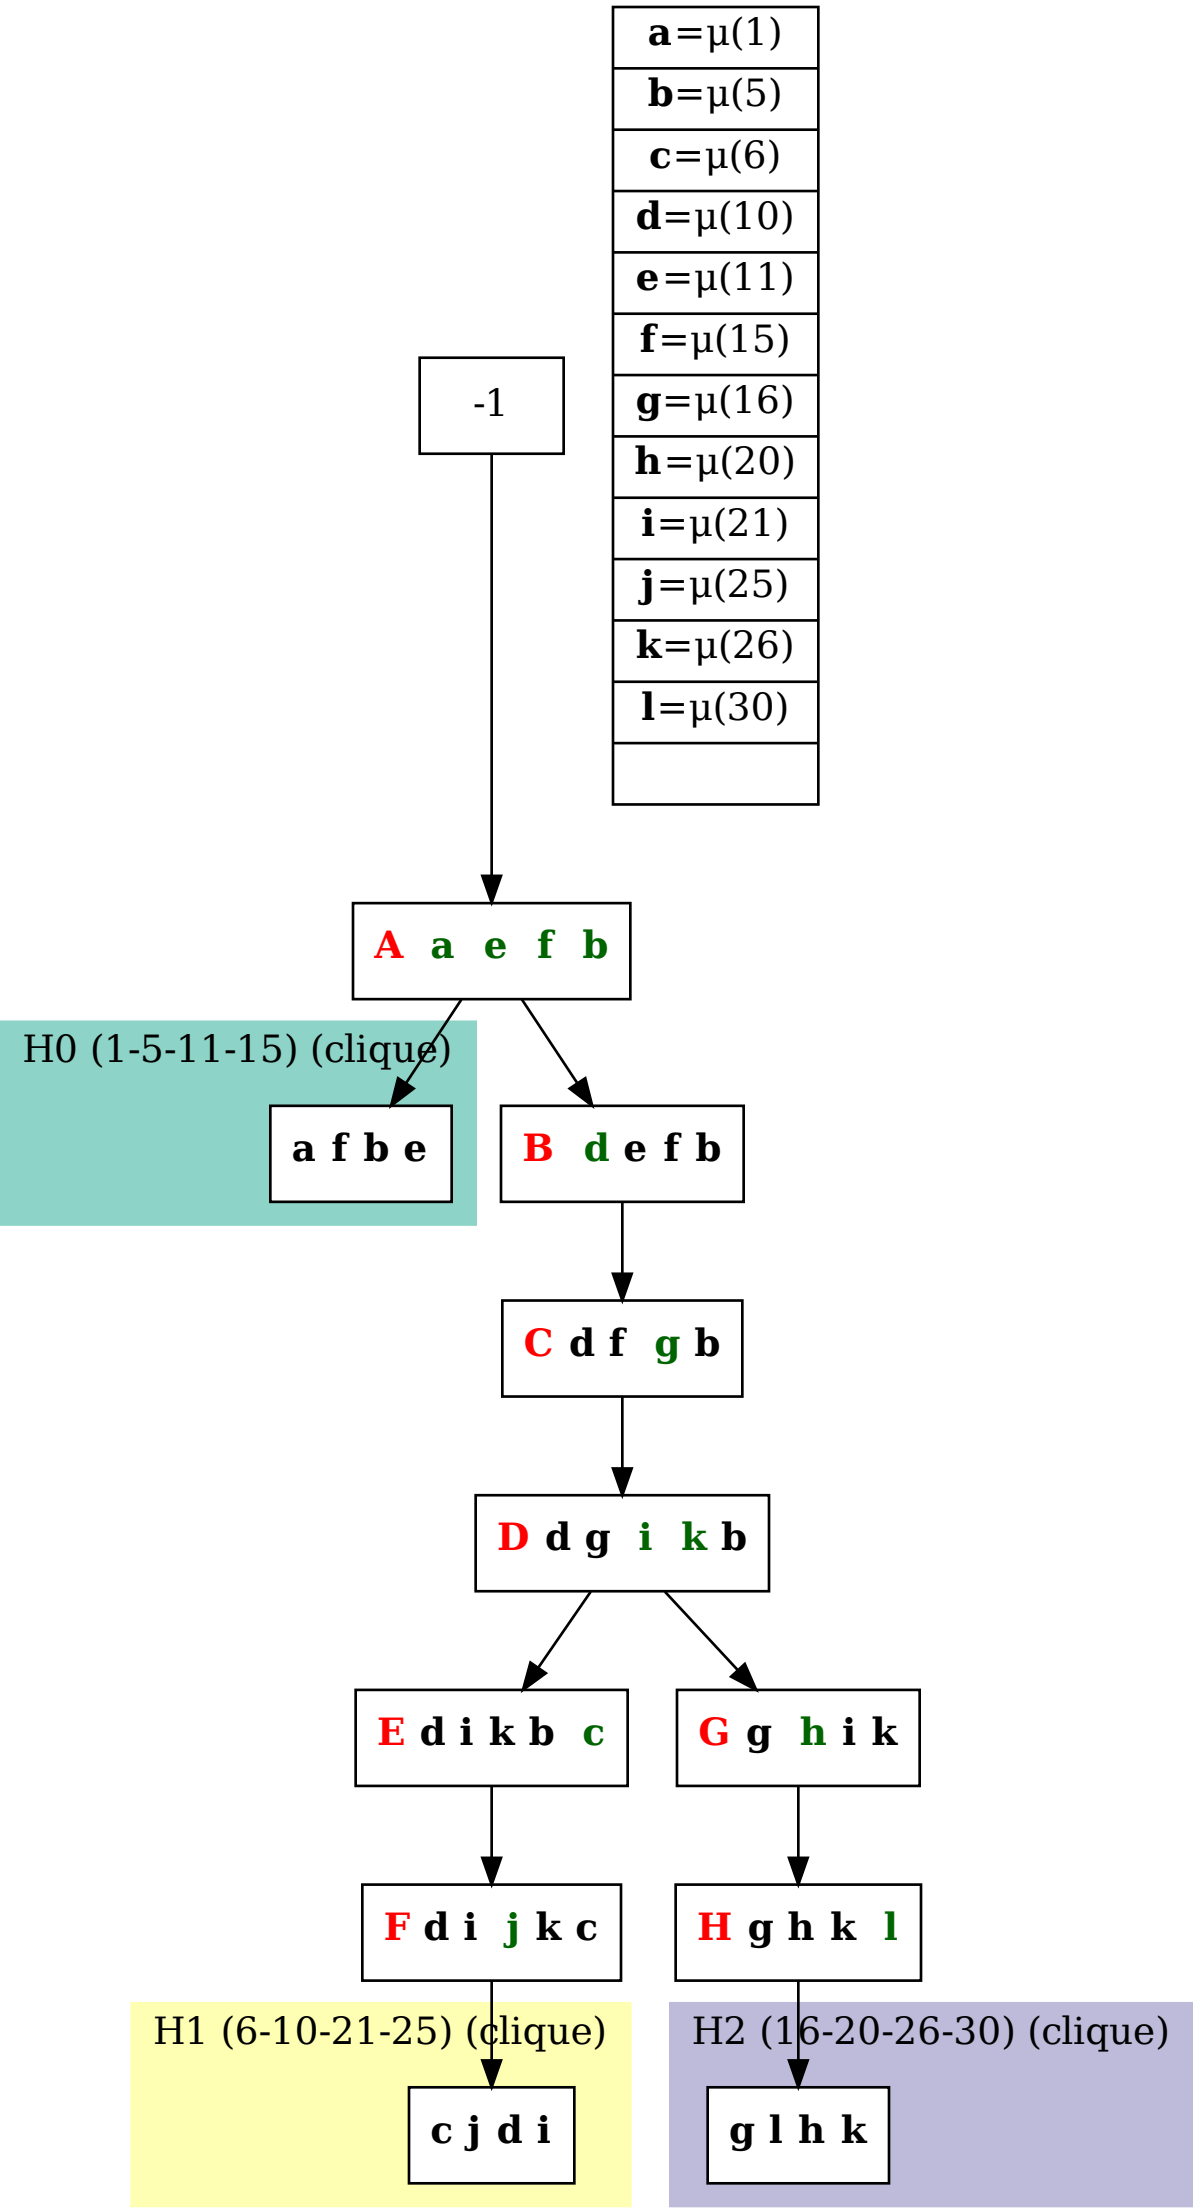 a=μ(1)
b=μ(5)
c=μ(6)
d=μ(10)
e=μ(11)
f=μ(15)
g=μ(16)
h=μ(20)
i=μ(21)
j=μ(25)
k=μ(26)
l=μ(30)
-1
A a e f b
H0 (1-5-11-15) (clique)
a f b e
B d e f b
C d f g b
D d g i k b
E d i k b c
G g h i k
F d i j k c
H g h k l
H1 (6-10-21-25) (clique)
H2 (16-20-26-30) (clique)
c j d i
g l h k